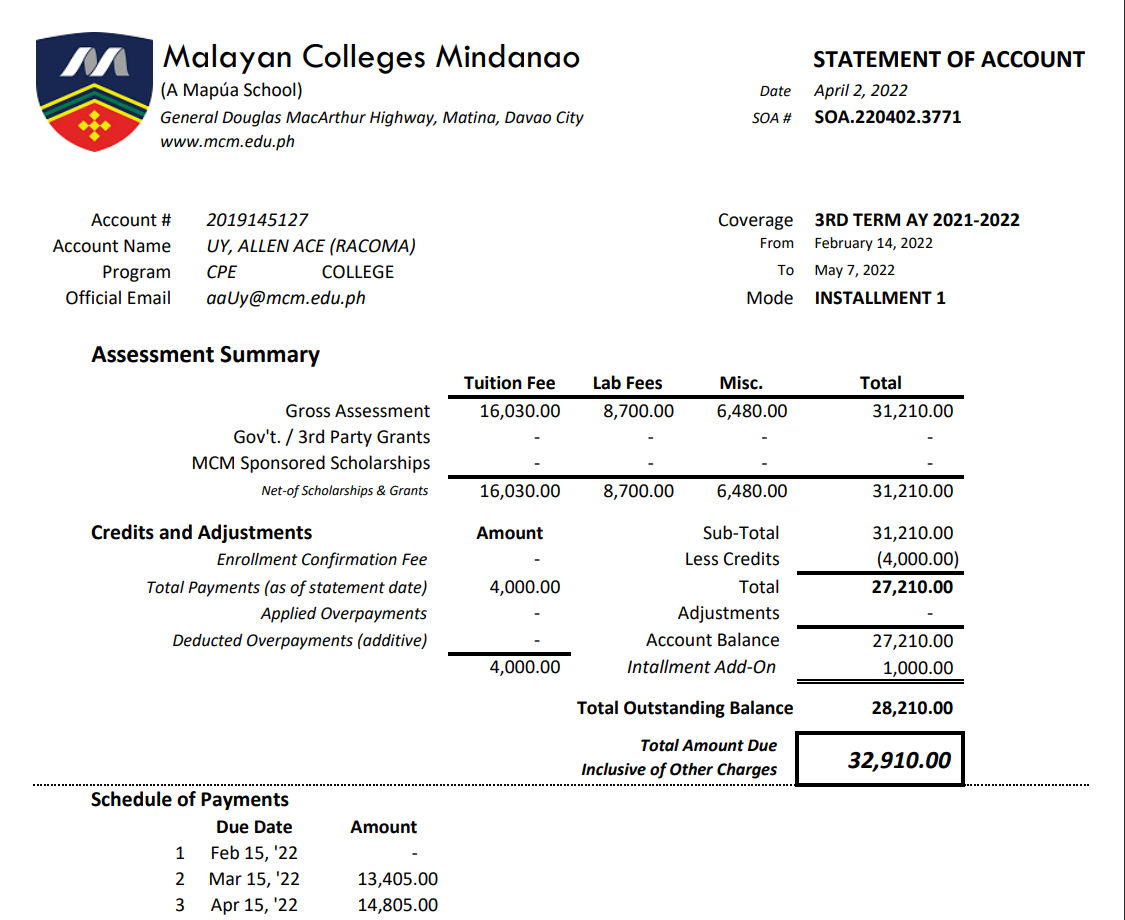 Malayan Colleges Mindanao
(A Mapúa School)
General Douglas MacArthur Highway, Matina, Davao City
www.mcm.edu.ph
STATEMENT OF ACCOUNT
Date April 2, 2022
SOA # SOA.220402.3771
Account # 2019145127
Account Name UY, ALLEN ACE (RACOMA)
Program CPE COLLEGE
Official Email aaUy@mcm.edu.ph
Coverage 3RD TERM AY 2021-2022
From February 14, 2022
To May 7, 2022
Mode INSTALLMENT 1
Assessment Summary
Tuition Fee Lab Fees Misc. Total
Gross Assessment 16,030.00 8,700.00 6,480.00 31,210.00
Gov't. / 3rd Party Grants - - - -
MCM Sponsored Scholarships - - - -
Net-of Scholarships & Grants 16,030.00 8,700.00 6,480.00 31,210.00
Credits and Adjustments Amount
Enrollment Confirmation Fee -
Total Payments (as of statement date) 4,000.00
Applied Overpayments -
Deducted Overpayments (additive) -
4,000.00
Sub-Total 31,210.00
Less Credits (4,000.00)
Total 27,210.00
Adjustments -
Account Balance 27,210.00
Intallment Add-On 1,000.00
Total Outstanding Balance 28,210.00
Total Amount Due
Inclusive of Other Charges 32,910.00
Schedule of Payments
Due Date Amount
1 Feb 15, '22 -
2 Mar 15, '22 13,405.00
3 Apr 15, '22 14,805.00